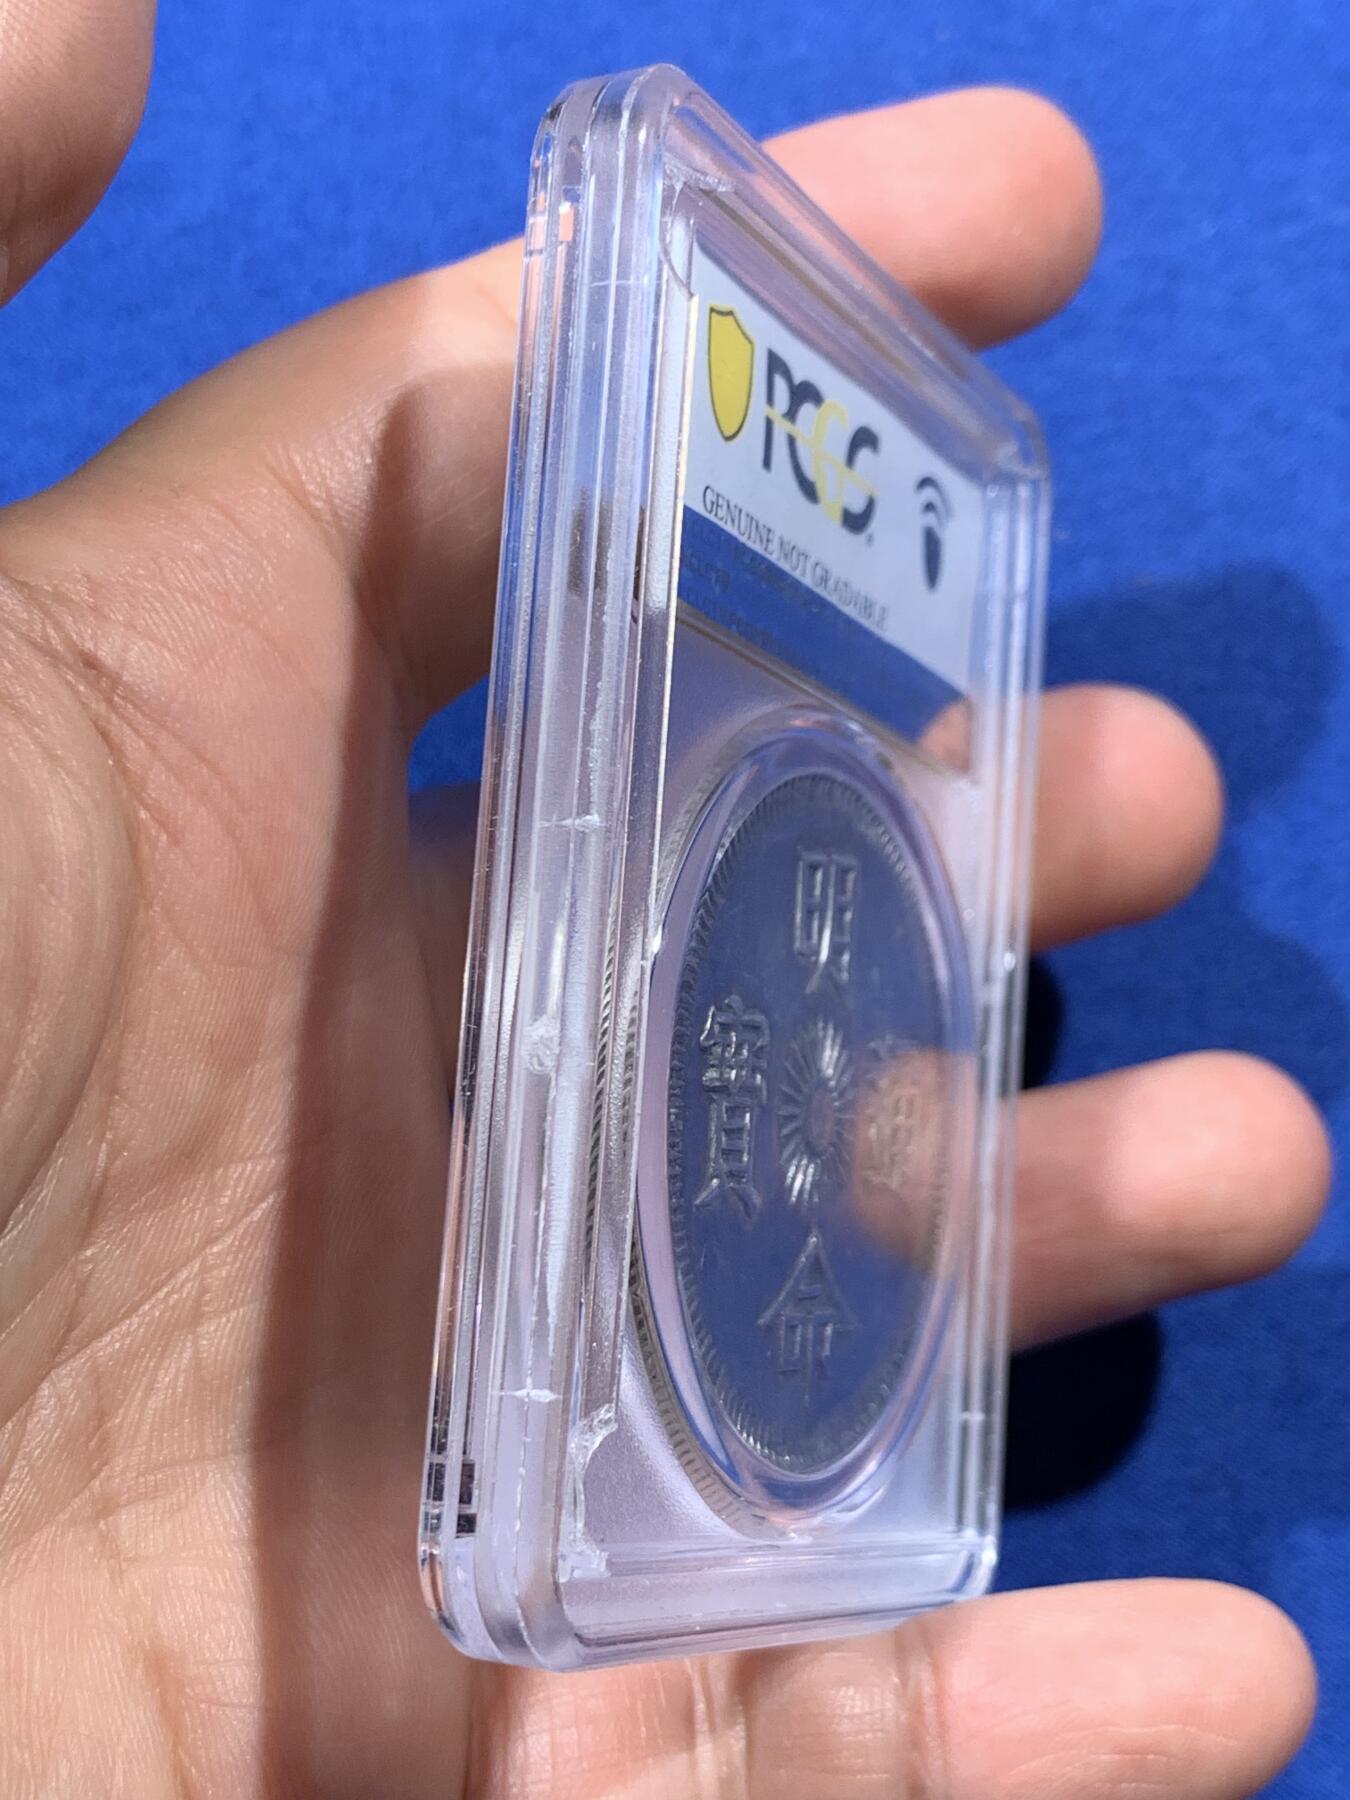 PCGS
GENUINE NOT GRADABLE
明
寶 通
命